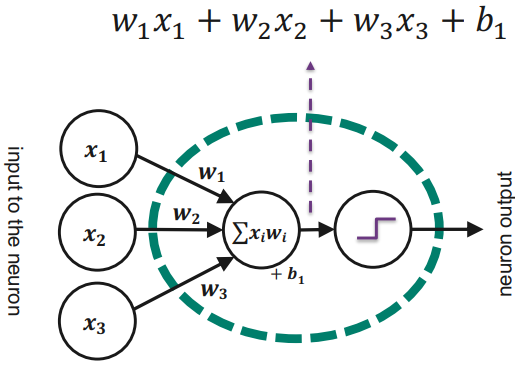 w₁x₁ + w₂x₂ + w₃x₃ + b₁
input to the neuron
x₁
x₂
x₃
w₁
w₂
w₃
∑xᵢwᵢ
+ b₁
neuron output